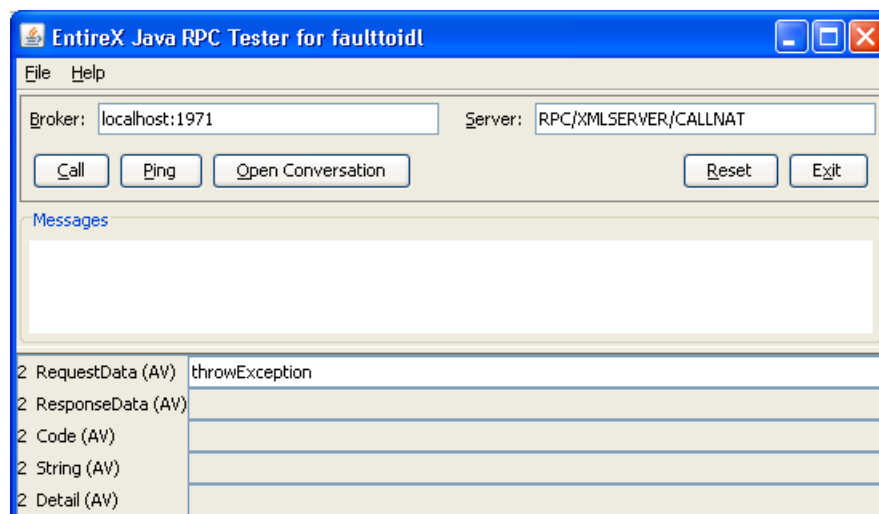 EntireX Java RPC Tester for faulttoidl
File Help
Broker: localhost:1971 Server: RPC/XMLSERVER/CALLNAT
Call Ping Open Conversation Reset Exit
Messages
2 RequestData (AV) throwException
2 ResponseData (AV)
2 Code (AV)
2 String (AV)
2 Detail (AV)